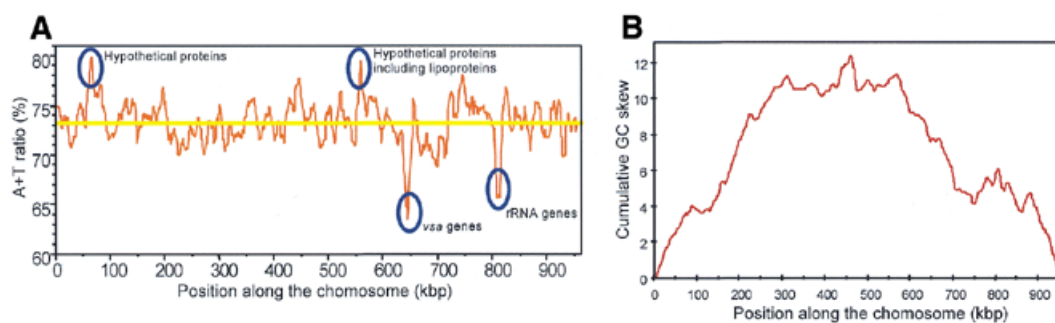 A
80
75
70
65
60
A+T ratio (%)
Hypothetical proteins
Hypothetical proteins
including lipoproteins
vsa genes
rRNA genes
0 100 200 300 400 500 600 700 800 900
Position along the chomosome (kbp)
B
12
10
8
6
4
2
0
Cumulative GC skew
0 100 200 300 400 500 600 700 800 900
Position along the chromosome (kbp)